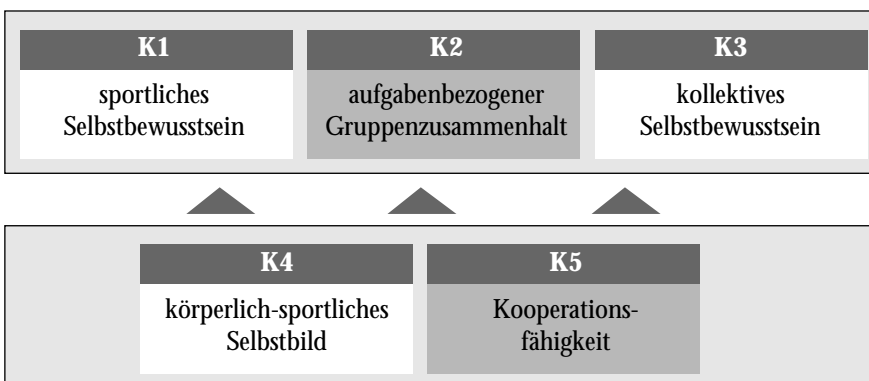 K1
sportliches
Selbstbewusstsein
K2
aufgabenbezogener
Gruppenzusammenhalt
K3
kollektives
Selbstbewusstsein
K4
körperlich-sportliches
Selbstbild
K5
Kooperations-
fähigkeit